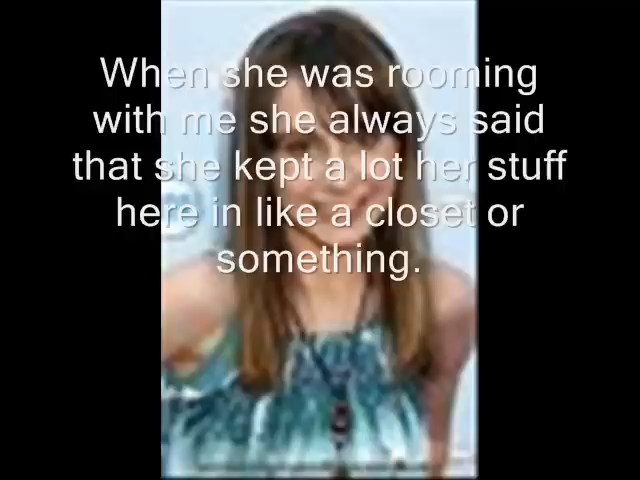 When she was rooming
with me she always said
that she kept a lot her stuff
here in like a closet or
something.